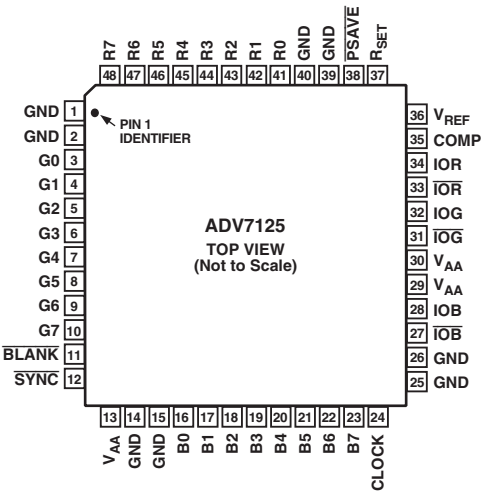 R7 R6 R5 R4 R3 R2 R1 R0 GND GND PSAVE RSET
48 47 46 45 44 43 42 41 40 39 38 37
GND 1
GND 2
G0 3
G1 4
G2 5
G3 6
G4 7
G5 8
G6 9
G7 10
BLANK 11
SYNC 12
PIN 1
IDENTIFIER
ADV7125
TOP VIEW
(Not to Scale)
36 VREF
35 COMP
34 IOR
33 IOR
32 IOG
31 IOG
30 VAA
29 VAA
28 IOB
27 IOB
26 GND
25 GND
13 14 15 16 17 18 19 20 21 22 23 24
VAA GND GND B0 B1 B2 B3 B4 B5 B6 B7 CLOCK